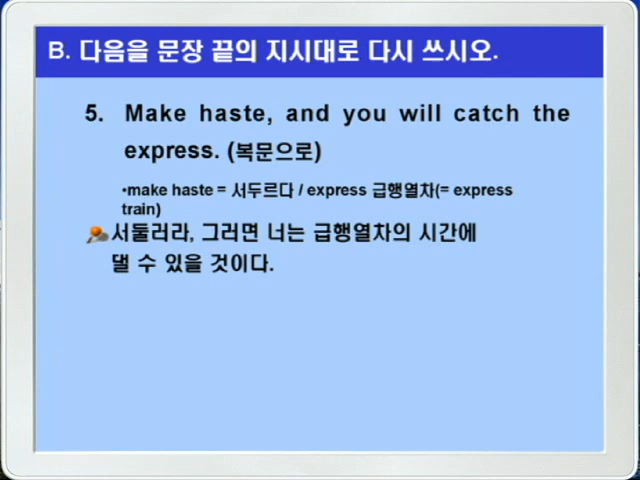 B. 다음을 문장 끝의 지시대로 다시 쓰시오.
5. Make haste, and you will catch the
express. (복문으로)
•make haste = 서두르다 / express 급행열차(= express
train)
서둘러라, 그러면 너는 급행열차의 시간에
댈 수 있을 것이다.